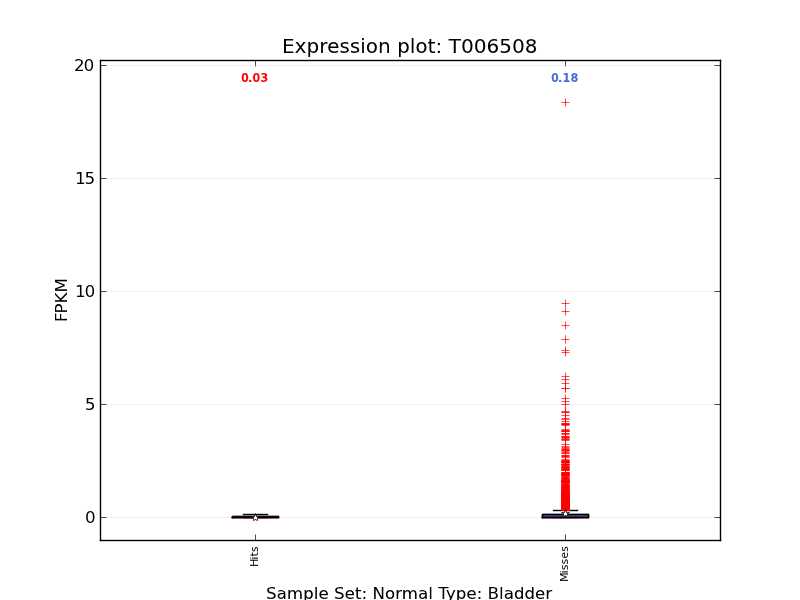 Expression plot: T006508
20
0.03
0.18
15
FPKM
10
5
0
Hits
Misses
Sample Set: Normal Type: Bladder